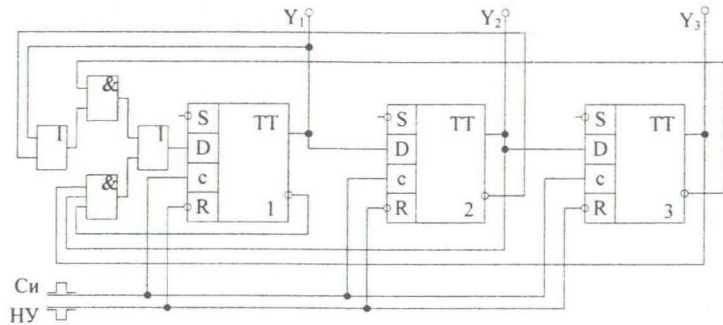 Y₁ Y₂ Y₃
& S TT S TT S TT
1 1 D D D
& c c c
R 1 R 2 R 3
Си
НУ